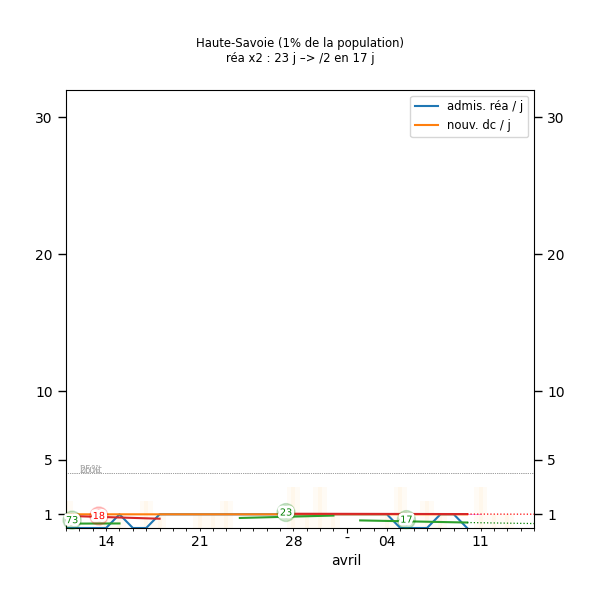 Haute-Savoie (1% de la population)
réa x2 : 23 j –> /2 en 17 j
admis. réa / j
nouv. dc / j
30 30
20 20
10 10
5 5
1 1
73 18 23 17
14 21 28 - 04 11
avril